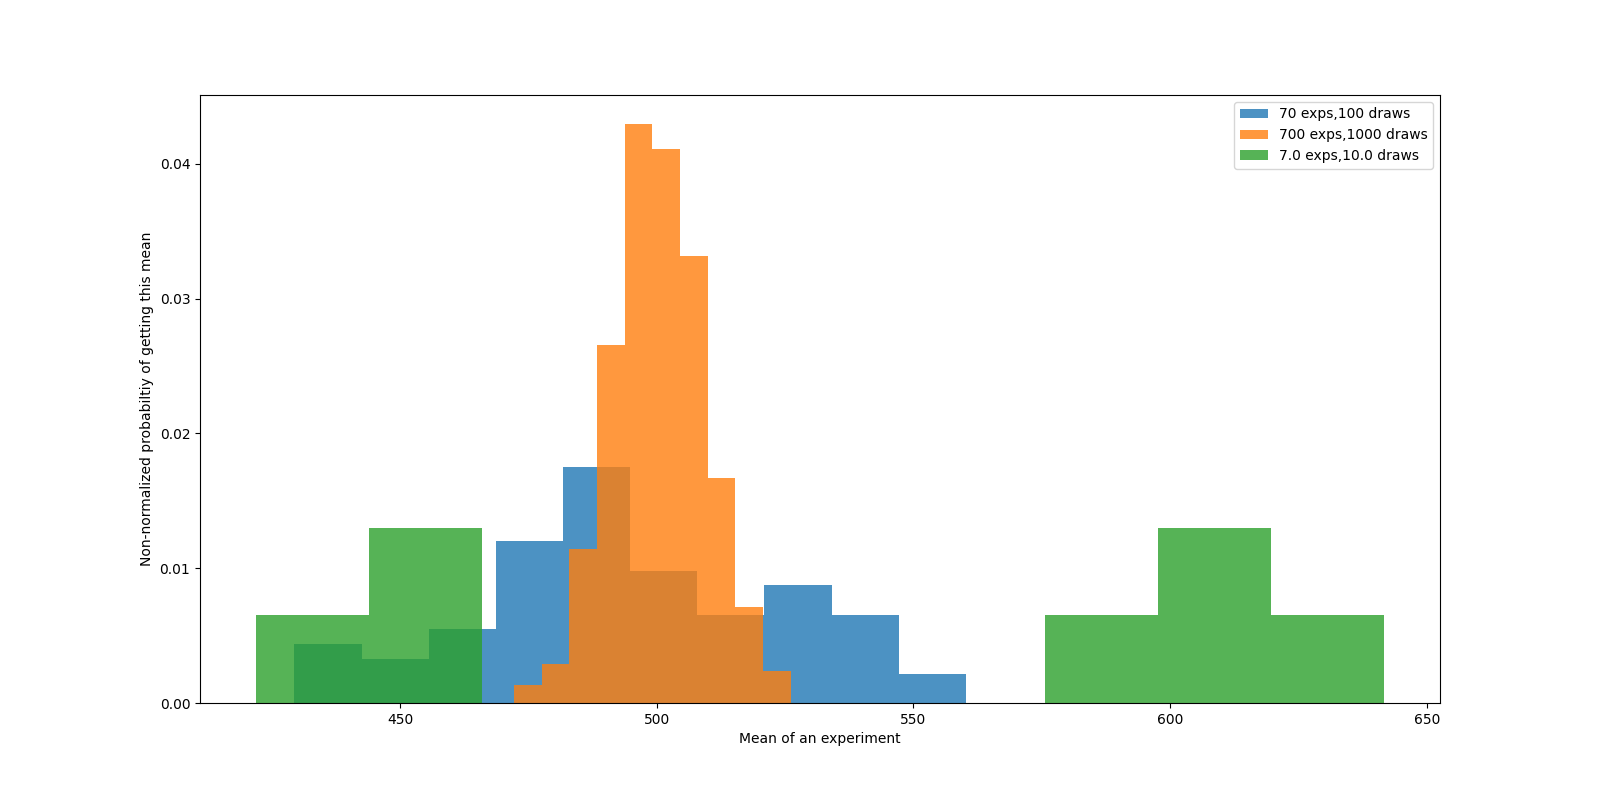 70 exps,100 draws
700 exps,1000 draws
7.0 exps,10.0 draws
Non-normalized probabiltiy of getting this mean
0.04
0.03
0.02
0.01
0.00
450 500 550 600 650
Mean of an experiment